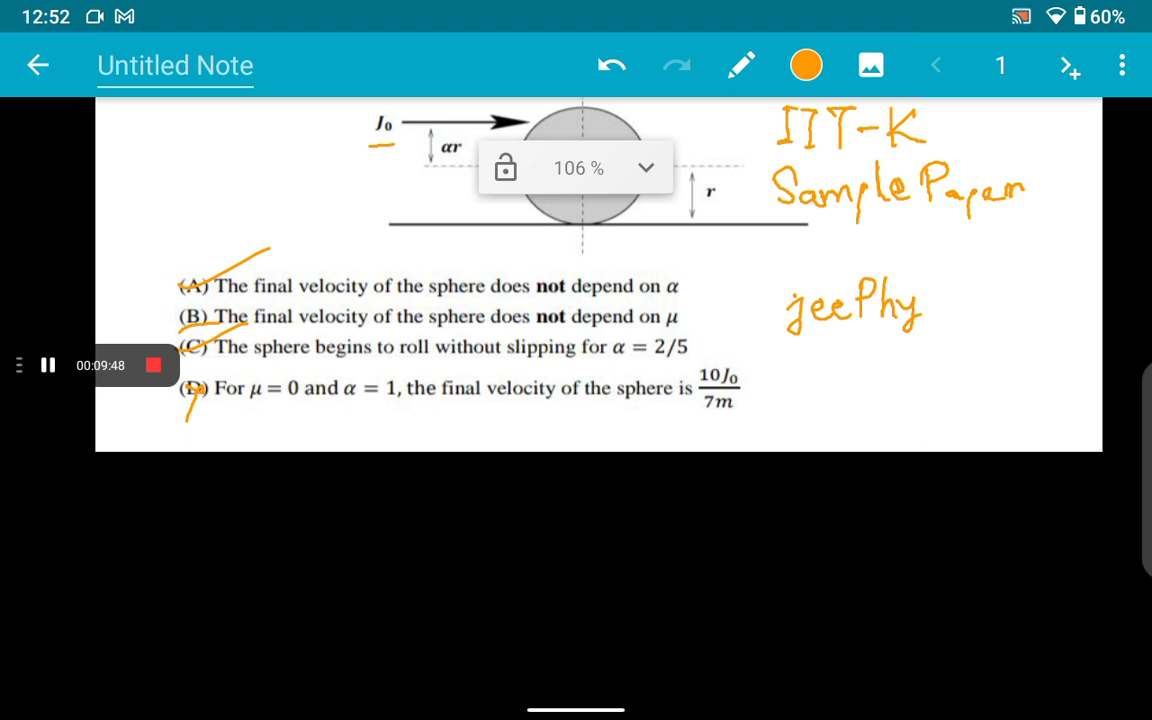 12:52
60%
Untitled Note
1
J₀
αr
106 %
r
IIT-K
Sample Paper
(A) The final velocity of the sphere does not depend on α
(B) The final velocity of the sphere does not depend on μ
(C) The sphere begins to roll without slipping for α = 2/5
(D) For μ = 0 and α = 1, the final velocity of the sphere is 10J₀/7m
jeePhy
00:09:48